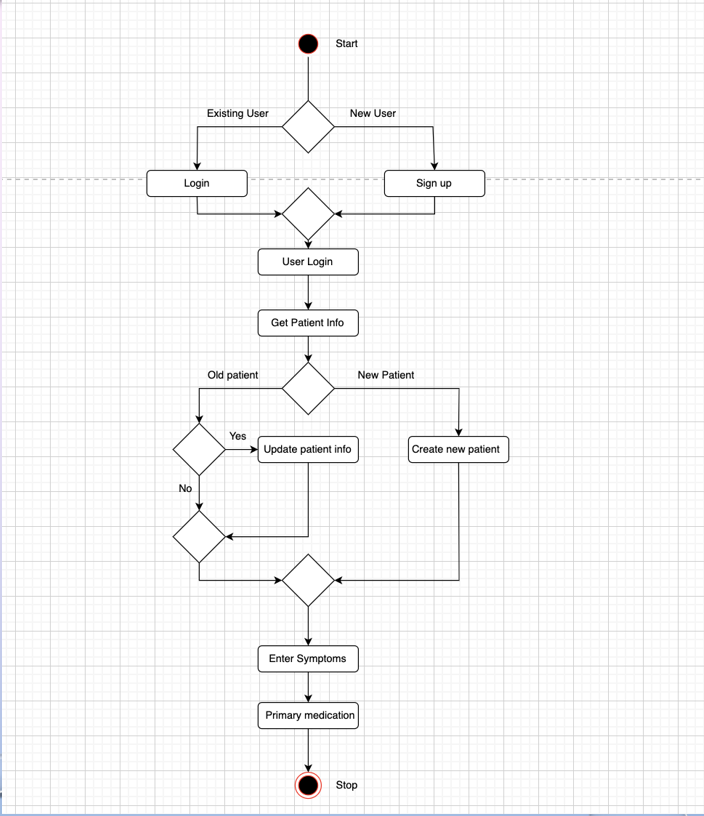 Start
Existing User
New User
Login
Sign up
User Login
Get Patient Info
Old patient
New Patient
Yes
Update patient info
Create new patient
No
Enter Symptoms
Primary medication
Stop